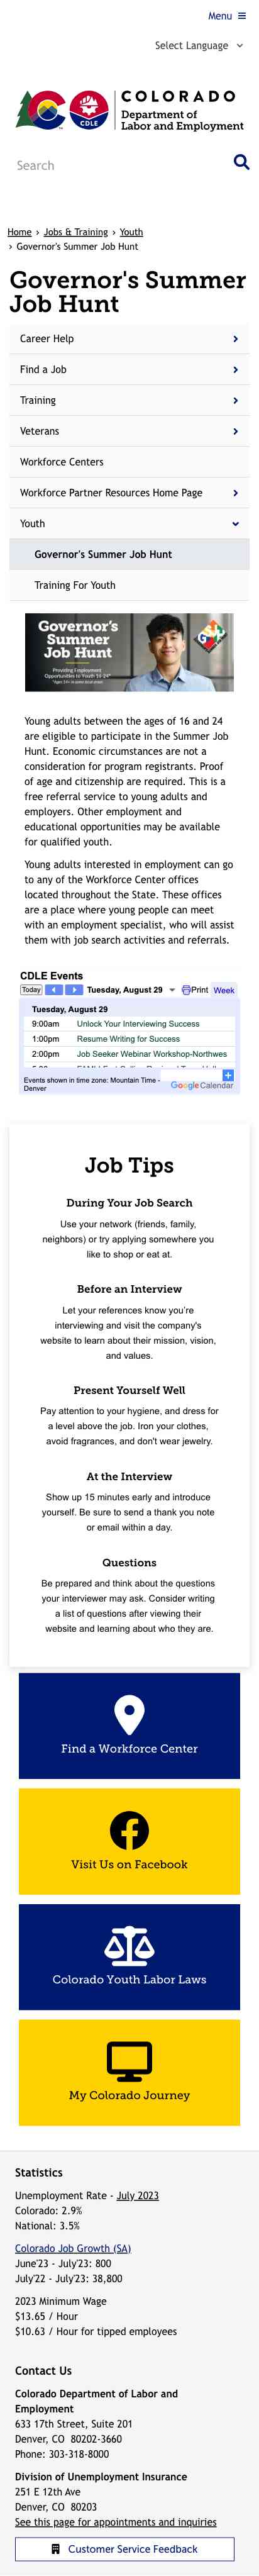 Menu
Select Language
COLORADO
Department of
Labor and Employment
CDLE
Search
Home › Jobs & Training › Youth
› Governor's Summer Job Hunt
Governor's Summer
Job Hunt
Career Help
Find a Job
Training
Veterans
Workforce Centers
Workforce Partner Resources Home Page
Youth
Governor's Summer Job Hunt
Training For Youth
Governor's
Summer
Job Hunt
Providing Employment
Opportunities to Youth 16-24*
Young adults between the ages of 16 and 24
are eligible to participate in the Summer Job
Hunt. Economic circumstances are not a
consideration for program registrants. Proof
of age and citizenship are required. This is a
free referral service to young adults and
employers. Other employment and
educational opportunities may be available
for qualified youth.
Young adults interested in employment can go
to any of the Workforce Center offices
located throughout the State. These offices
are a place where young people can meet
with an employment specialist, who will assist
them with job search activities and referrals.
CDLE Events
Today Tuesday, August 29 Print Week
Tuesday, August 29
9:00am Unlock Your Interviewing Success
1:00pm Resume Writing for Success
2:00pm Job Seeker Webinar Workshop-Northwes
Events shown in time zone: Mountain Time -
Denver
Google Calendar
Job Tips
During Your Job Search
Use your network (friends, family,
neighbors) or try applying somewhere you
like to shop or eat at.
Before an Interview
Let your references know you're
interviewing and visit the company's
website to learn about their mission, vision,
and values.
Present Yourself Well
Pay attention to your hygiene, and dress for
a level above the job. Iron your clothes,
avoid fragrances, and don't wear jewelry.
At the Interview
Show up 15 minutes early and introduce
yourself. Be sure to send a thank you note
or email within a day.
Questions
Be prepared and think about the questions
your interviewer may ask. Consider writing
a list of questions after viewing their
website and learning about who they are.
Find a Workforce Center
Visit Us on Facebook
Colorado Youth Labor Laws
My Colorado Journey
Statistics
Unemployment Rate - July 2023
Colorado: 2.9%
National: 3.5%
Colorado Job Growth (SA)
June'23 - July'23: 800
July'22 - July'23: 38,800
2023 Minimum Wage
$13.65 / Hour
$10.63 / Hour for tipped employees
Contact Us
Colorado Department of Labor and
Employment
633 17th Street, Suite 201
Denver, CO 80202-3660
Phone: 303-318-8000
Division of Unemployment Insurance
251 E 12th Ave
Denver, CO 80203
See this page for appointments and inquiries
Customer Service Feedback